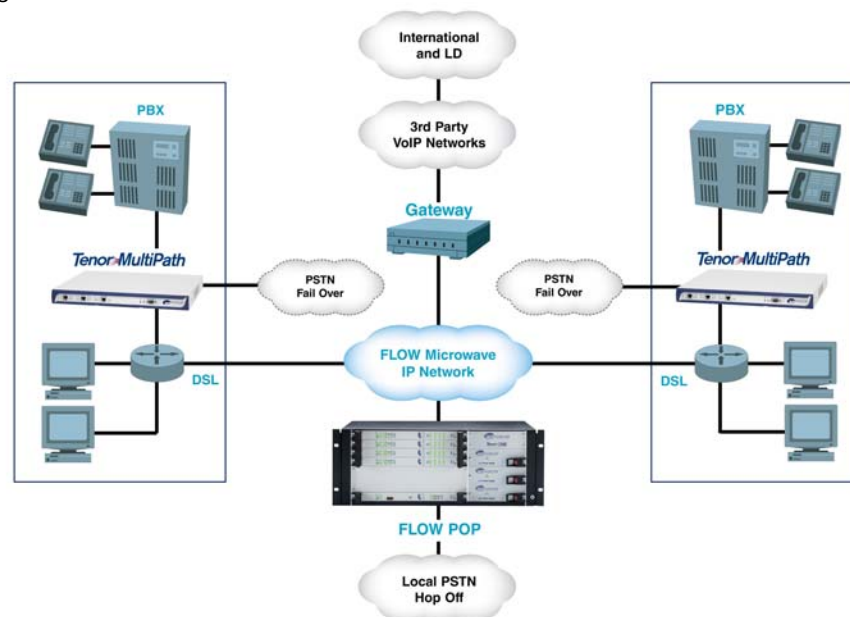 g
International
and LD
PBX
PBX
3rd Party
VoIP Networks
Gateway
Tenor MultiPath
Tenor MultiPath
PSTN
Fail Over
PSTN
Fail Over
FLOW Microwave
IP Network
DSL
DSL
FLOW POP
Local PSTN
Hop Off